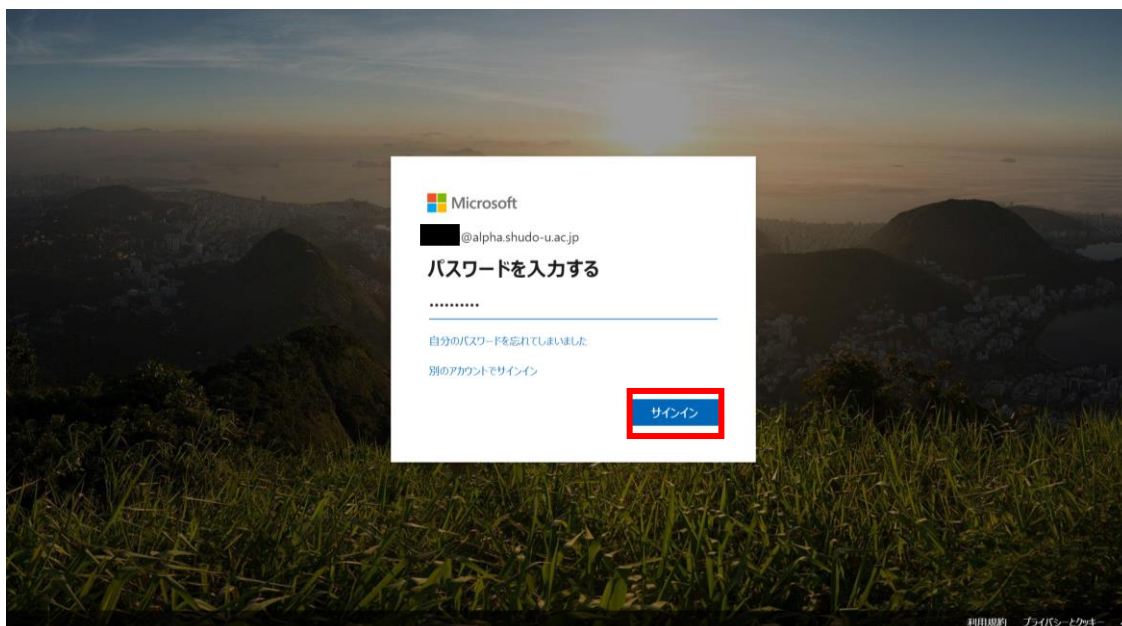 Microsoft
@alpha.shudo-u.ac.jp
パスワードを入力する
••••••••••
自分のパスワードを忘れてしまいました
別のアカウントでサインイン
サインイン
利用規約 プライバシーとクッキー